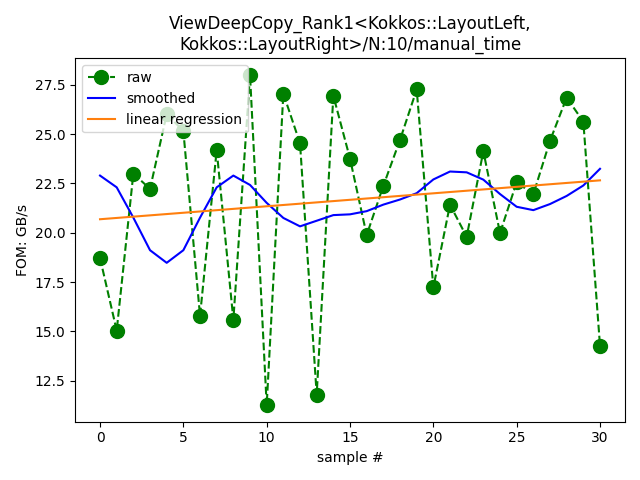 ViewDeepCopy_Rank1<Kokkos::LayoutLeft,
Kokkos::LayoutRight>/N:10/manual_time
raw
smoothed
linear regression
FOM: GB/s
27.5
25.0
22.5
20.0
17.5
15.0
12.5
0
5
10
15
20
25
30
sample #